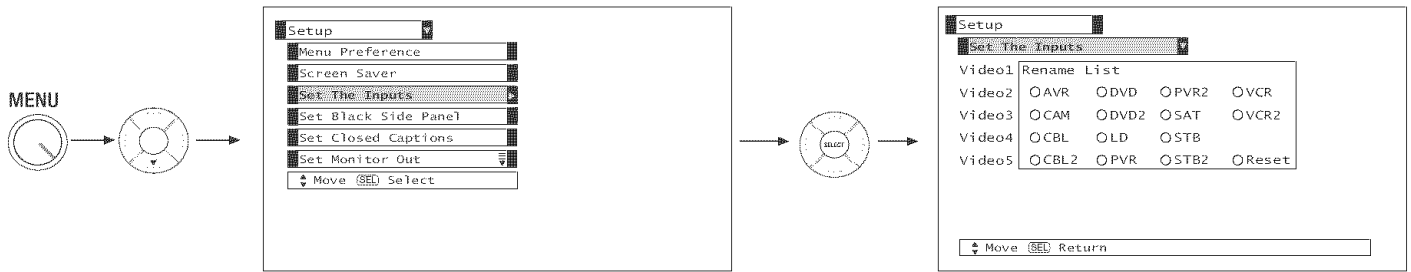 MENU
Setup
Menu Preference
Screen Saver
Set The Inputs
Set Black Side Panel
Set Closed Captions
Set Monitor Out
Move (SEL) Select
SELECT
Setup
Set The Inputs
Video1 Rename List
Video2 AVR DVD PVR2 VCR
Video3 CAM DVD2 SAT VCR2
Video4 CBL LD STB
Video5 CBL2 PVR STB2 Reset
Move (SEL) Return